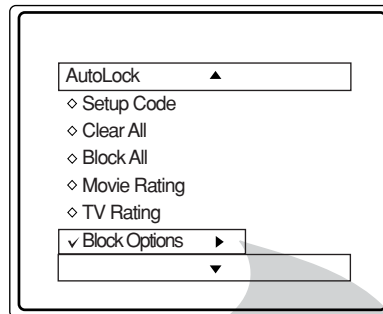 AutoLock ▲
◇ Setup Code
◇ Clear All
◇ Block All
◇ Movie Rating
◇ TV Rating
✓ Block Options ▶
▼